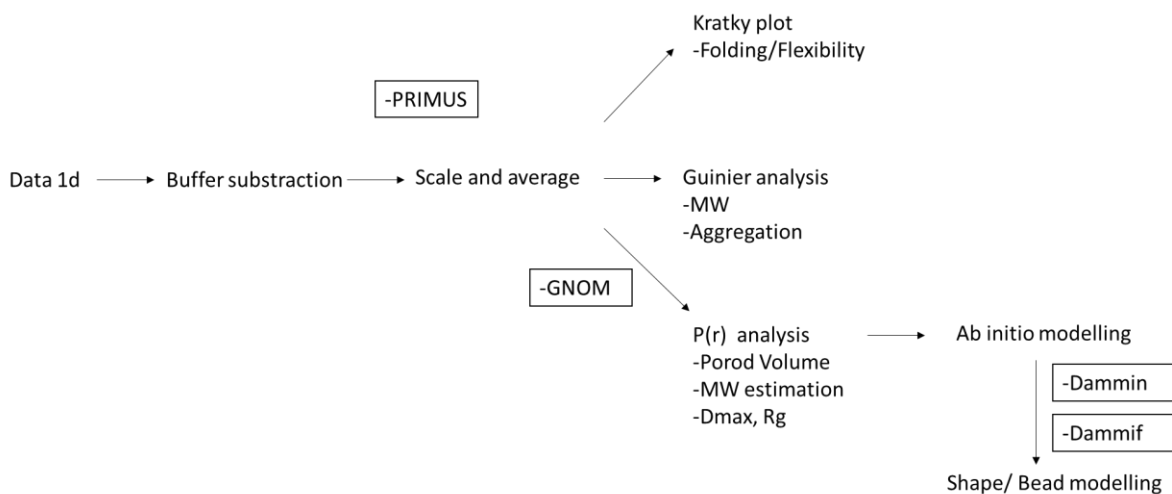 Kratky plot
-Folding/Flexibility
-PRIMUS
Data 1d
Buffer substraction
Scale and average
Guinier analysis
-MW
-Aggregation
-GNOM
P(r) analysis
-Porod Volume
-MW estimation
-Dmax, Rg
Ab initio modelling
-Dammin
-Dammif
Shape/ Bead modelling